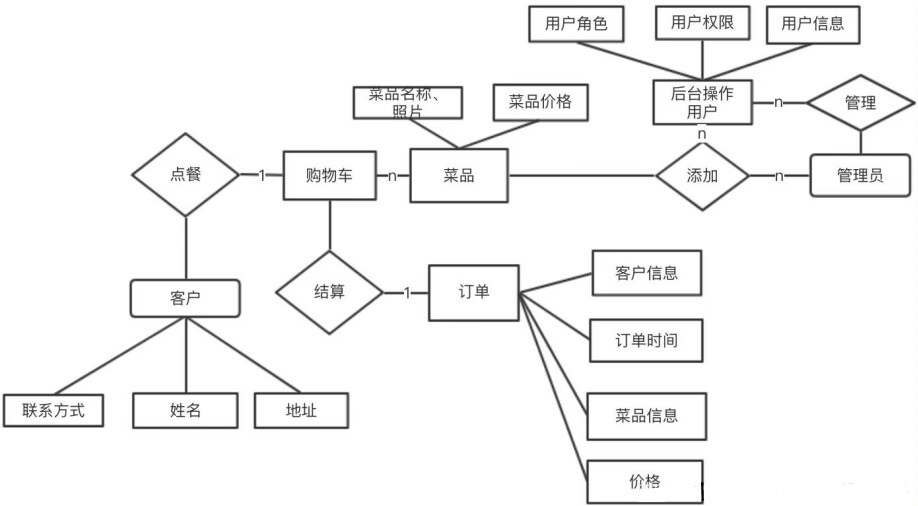 用户角色
用户权限
用户信息
菜品名称、
照片
菜品价格
后台操作
用户
n
管理
n
点餐
1
购物车
n
菜品
添加
n
管理员
客户
结算
1
订单
客户信息
订单时间
联系方式
姓名
地址
菜品信息
价格